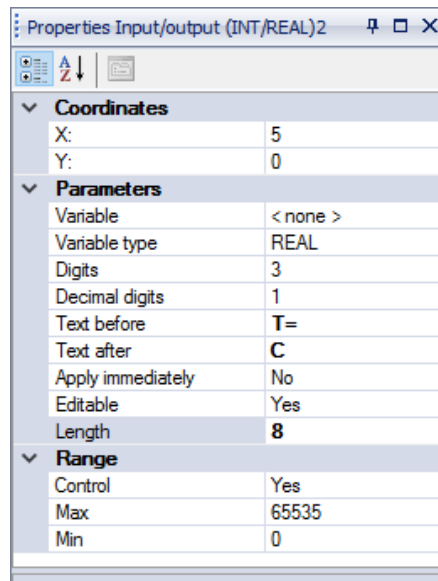 Properties Input/output (INT/REAL)2
Coordinates
X: 5
Y: 0
Parameters
Variable < none >
Variable type REAL
Digits 3
Decimal digits 1
Text before T=
Text after C
Apply immediately No
Editable Yes
Length 8
Range
Control Yes
Max 65535
Min 0